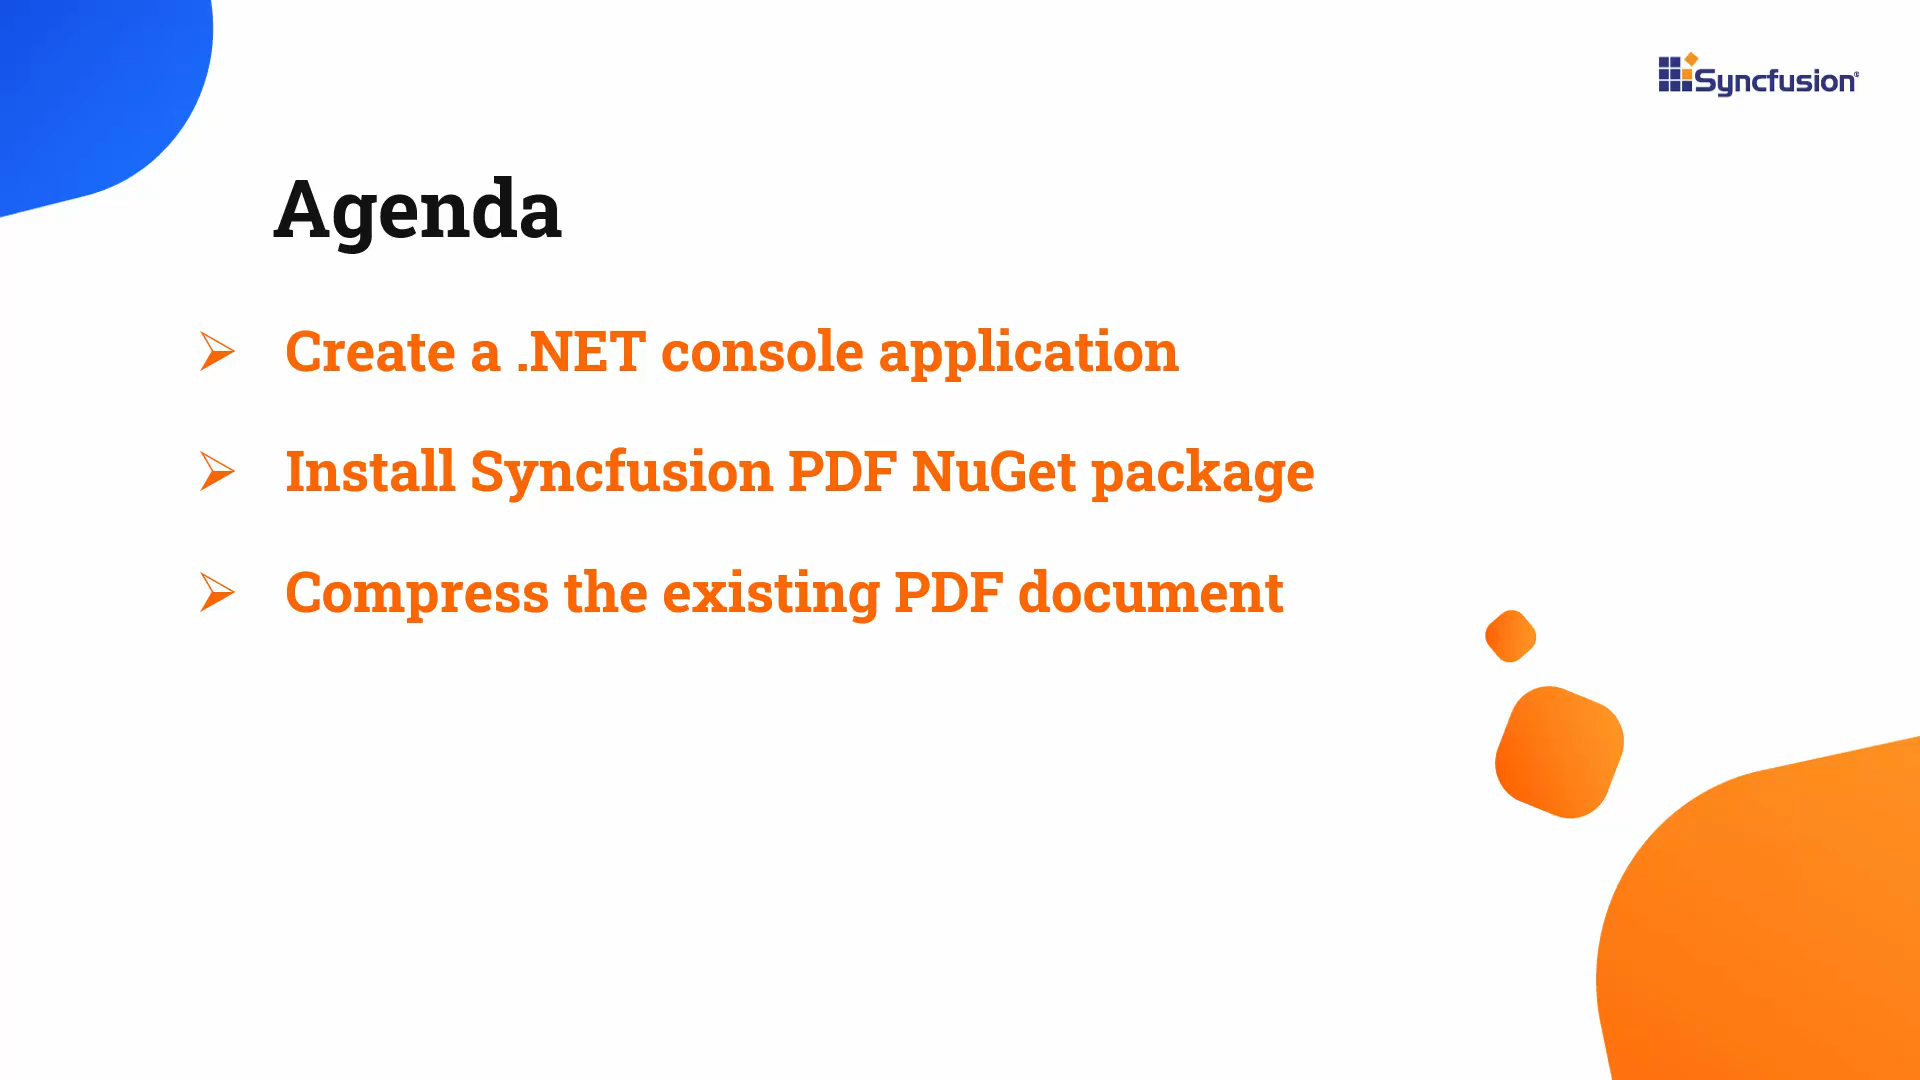 Syncfusion®
Agenda
➢ Create a .NET console application
➢ Install Syncfusion PDF NuGet package
➢ Compress the existing PDF document